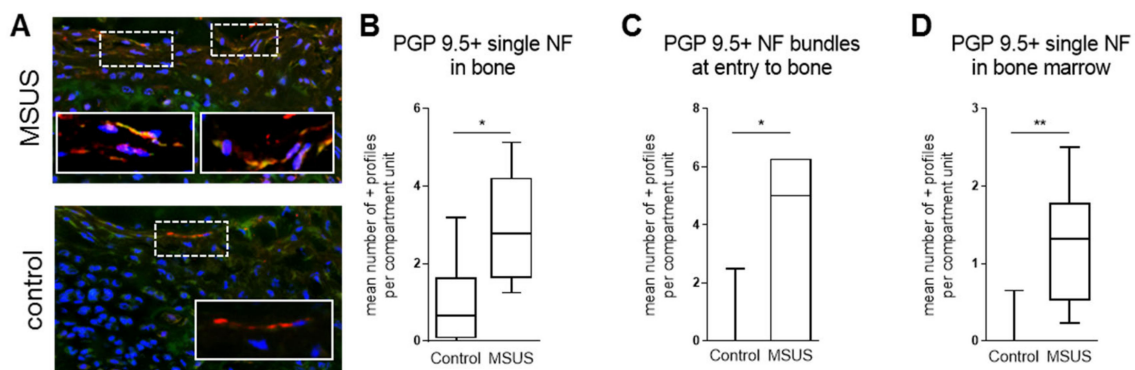 A
MSUS
control
B
PGP 9.5+ single NF
in bone
mean number of + profiles
per compartment unit
6
4
2
0
*
Control MSUS
C
PGP 9.5+ NF bundles
at entry to bone
mean number of + profiles
per compartment unit
8
6
4
2
0
*
Control MSUS
D
PGP 9.5+ single NF
in bone marrow
mean number of + profiles
per compartment unit
3
2
1
0
**
Control MSUS